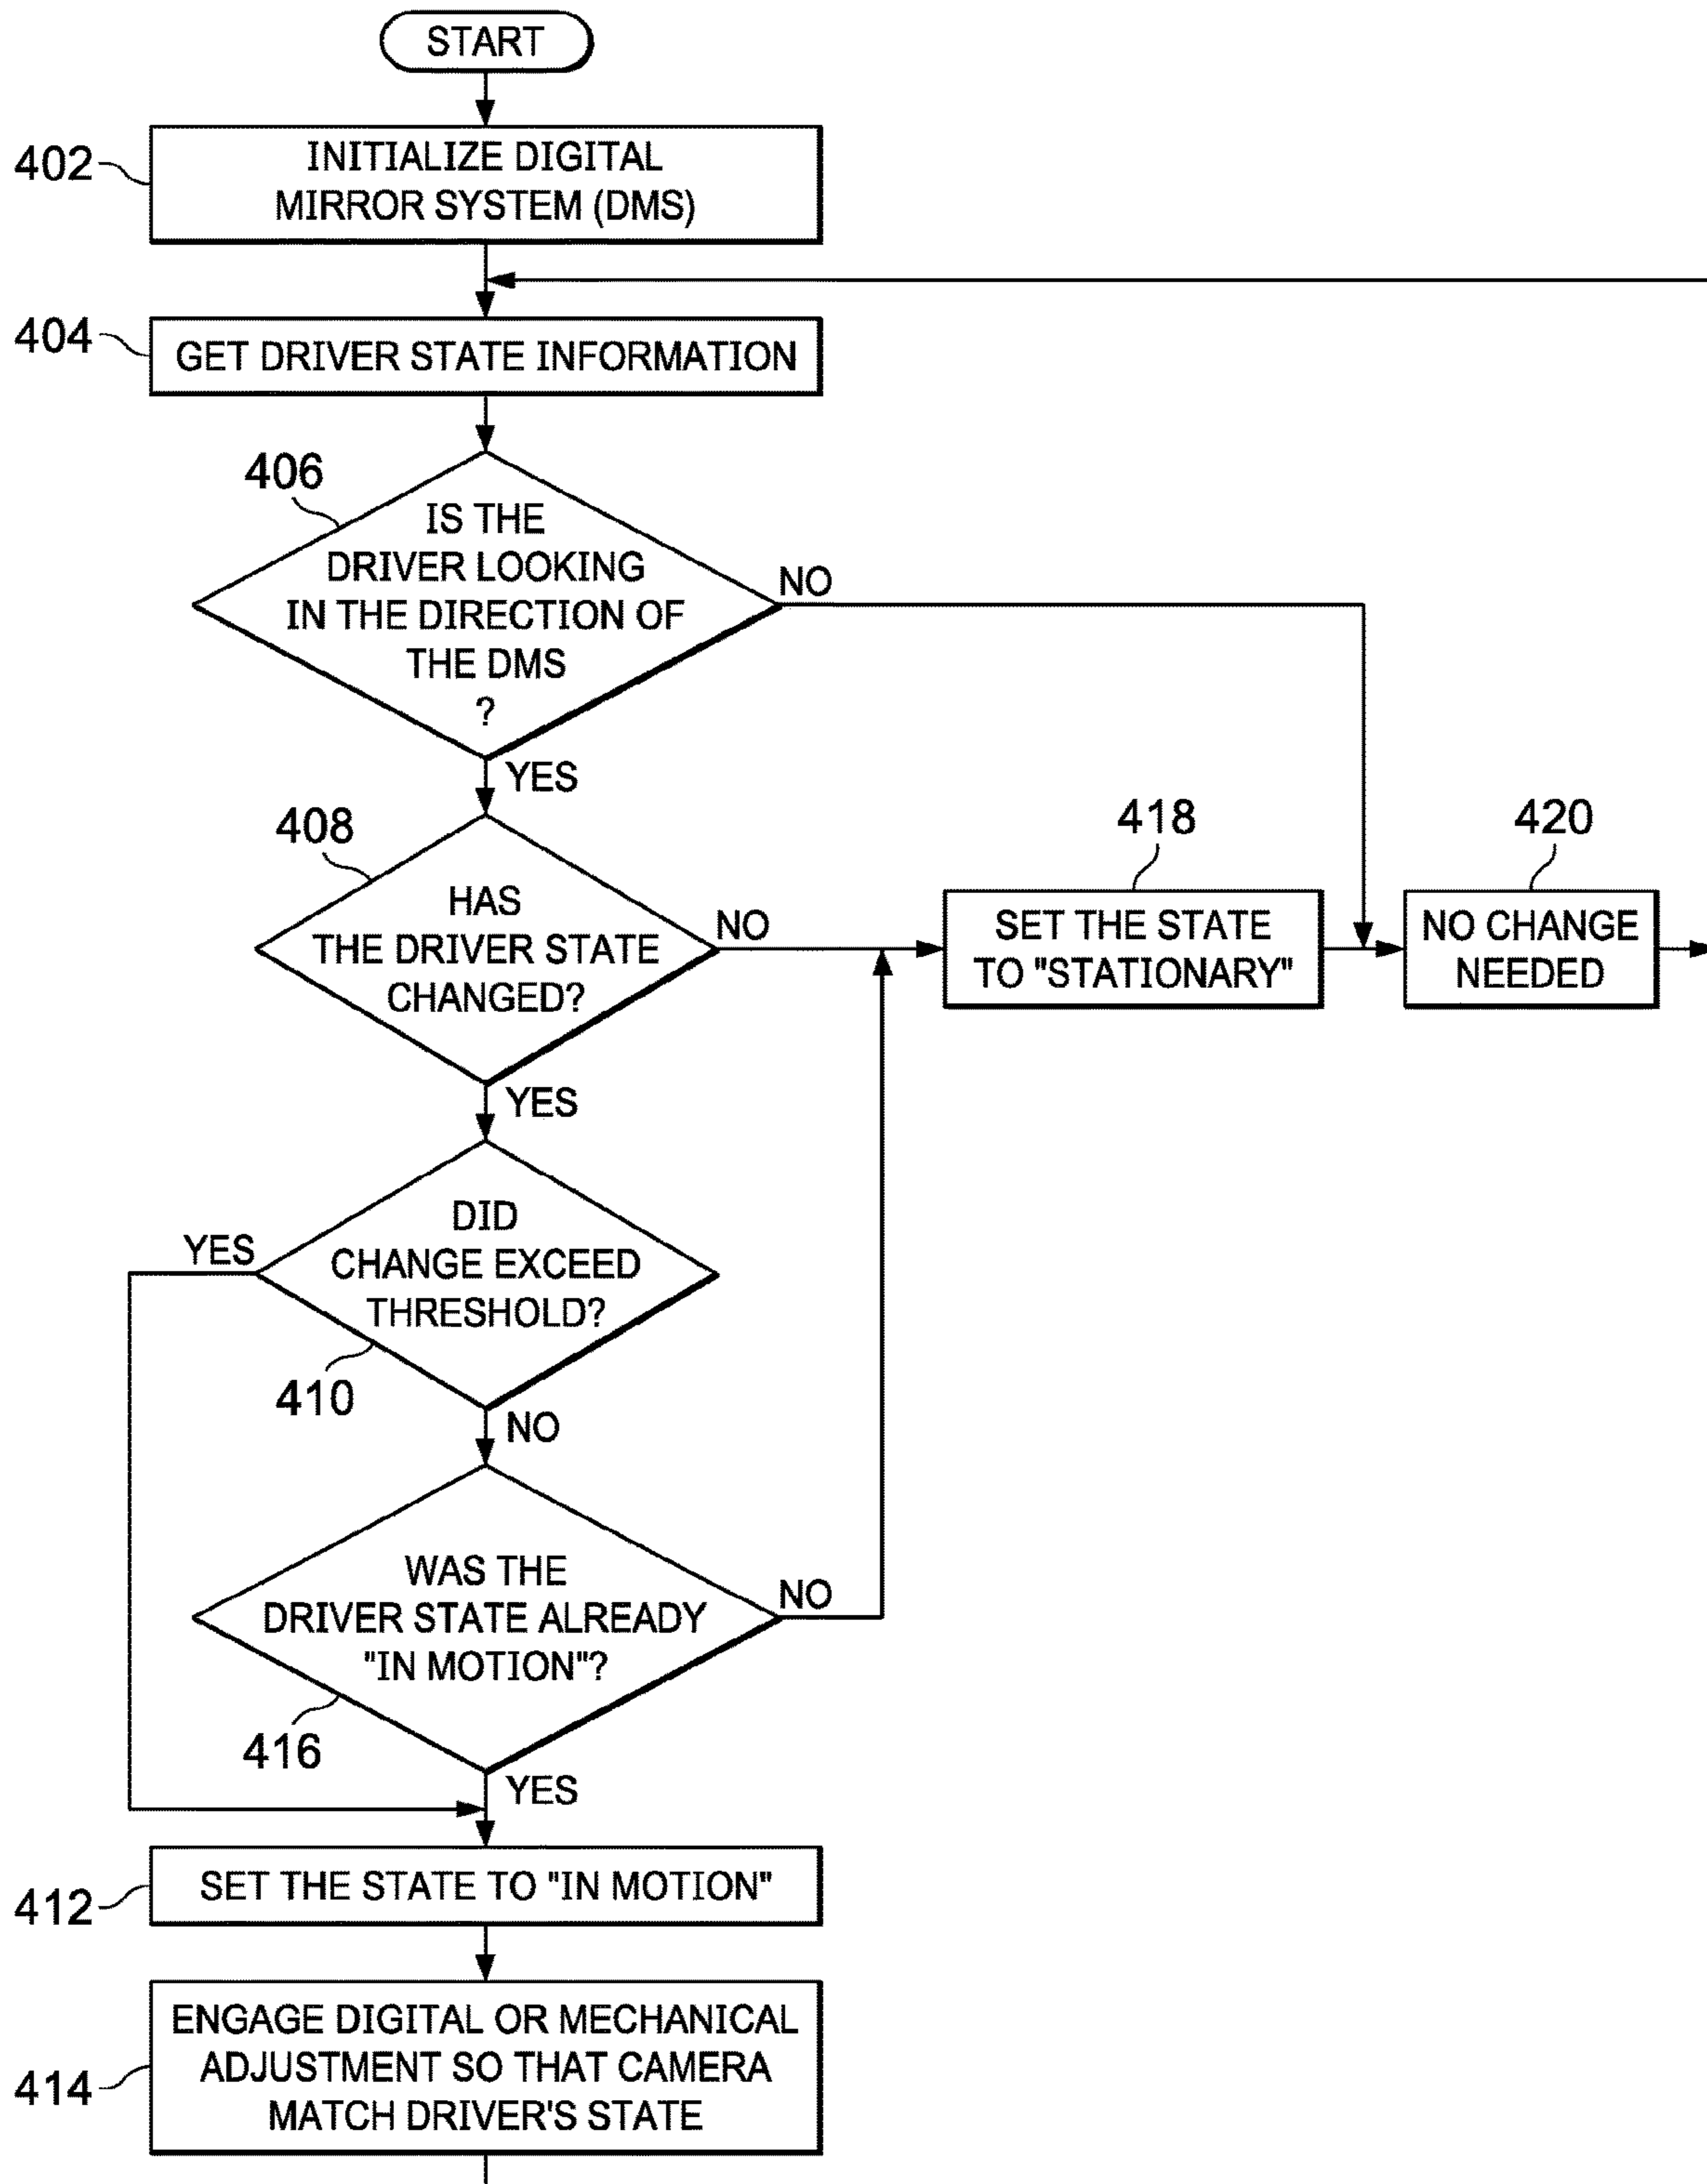 START
402
INITIALIZE DIGITAL
MIRROR SYSTEM (DMS)
404
GET DRIVER STATE INFORMATION
406
IS THE
DRIVER LOOKING
IN THE DIRECTION OF
THE DMS
?
NO
YES
408
HAS
THE DRIVER STATE
CHANGED?
NO
418
SET THE STATE
TO "STATIONARY"
420
NO CHANGE
NEEDED
YES
DID
CHANGE EXCEED
THRESHOLD?
YES
410
NO
WAS THE
DRIVER STATE ALREADY
"IN MOTION"?
NO
416
YES
412
SET THE STATE TO "IN MOTION"
414
ENGAGE DIGITAL OR MECHANICAL
ADJUSTMENT SO THAT CAMERA
MATCH DRIVER'S STATE